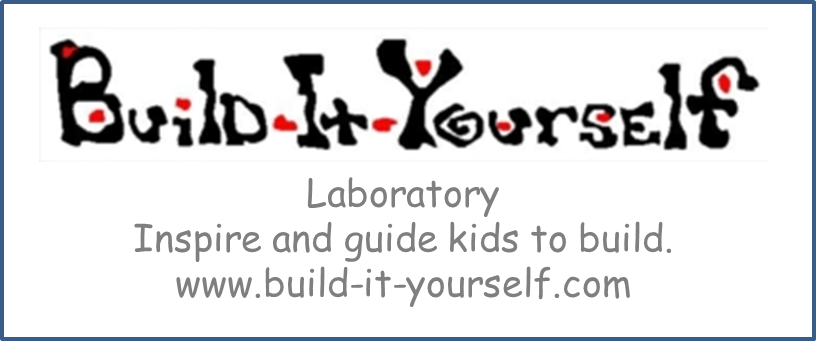 Build-It-Yourself
Laboratory
Inspire and guide kids to build.
www.build-it-yourself.com